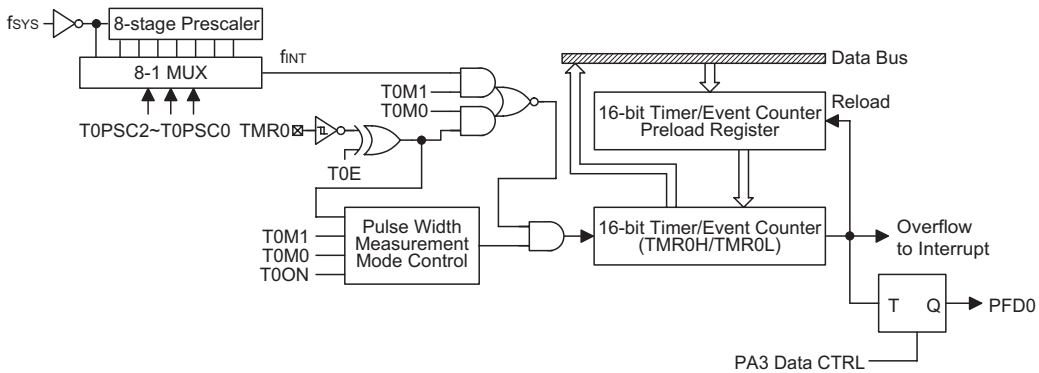 fSYS
8-stage Prescaler
8-1 MUX
T0PSC2~T0PSC0
fINT
T0M1
T0M0
TMR0
T0E
T0M1
T0M0
T0ON
Pulse Width
Measurement
Mode Control
Data Bus
16-bit Timer/Event Counter
Preload Register
Reload
16-bit Timer/Event Counter
(TMR0H/TMR0L)
Overflow
to Interrupt
T Q
PFD0
PA3 Data CTRL